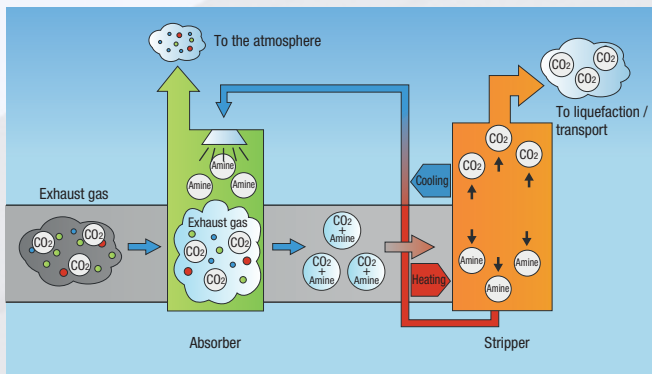 To the atmosphere
CO2
CO2
CO2
To liquefaction /
transport
Amine
Amine
Amine
CO2
CO2
CO2
Cooling
Exhaust gas
Exhaust gas
CO2
CO2
CO2
CO2
CO2
CO2
CO2
+
Amine
CO2
+
Amine
CO2
+
Amine
Heating
Amine
Amine
Amine
Absorber
Stripper